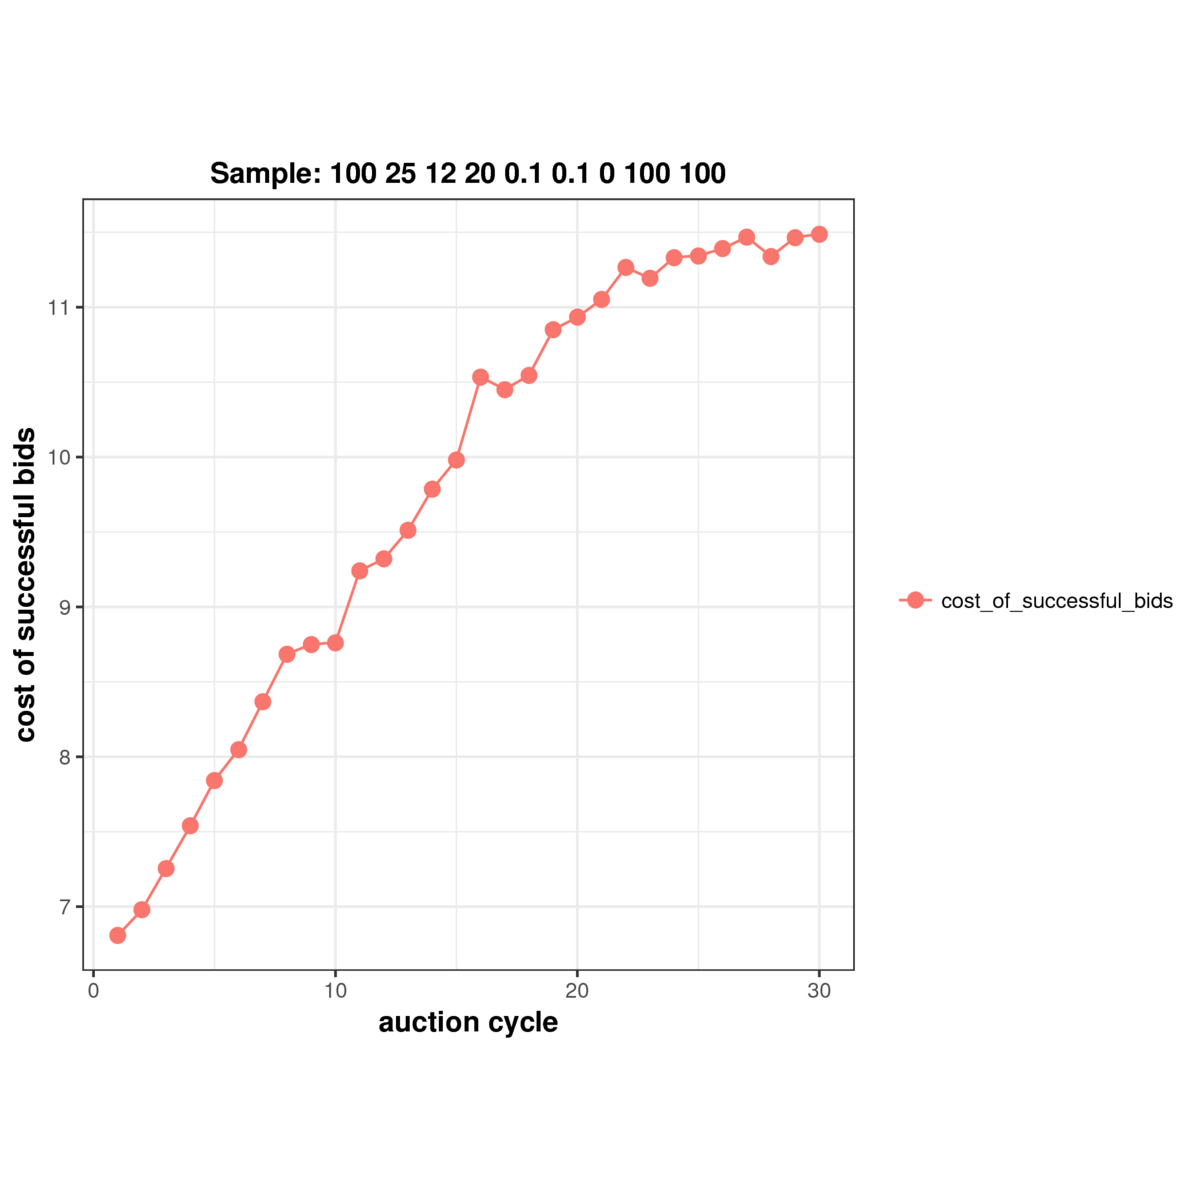 Sample: 100 25 12 20 0.1 0.1 0 100 100
cost of successful bids
11
10
9
8
7
0 10 20 30
auction cycle
cost_of_successful_bids